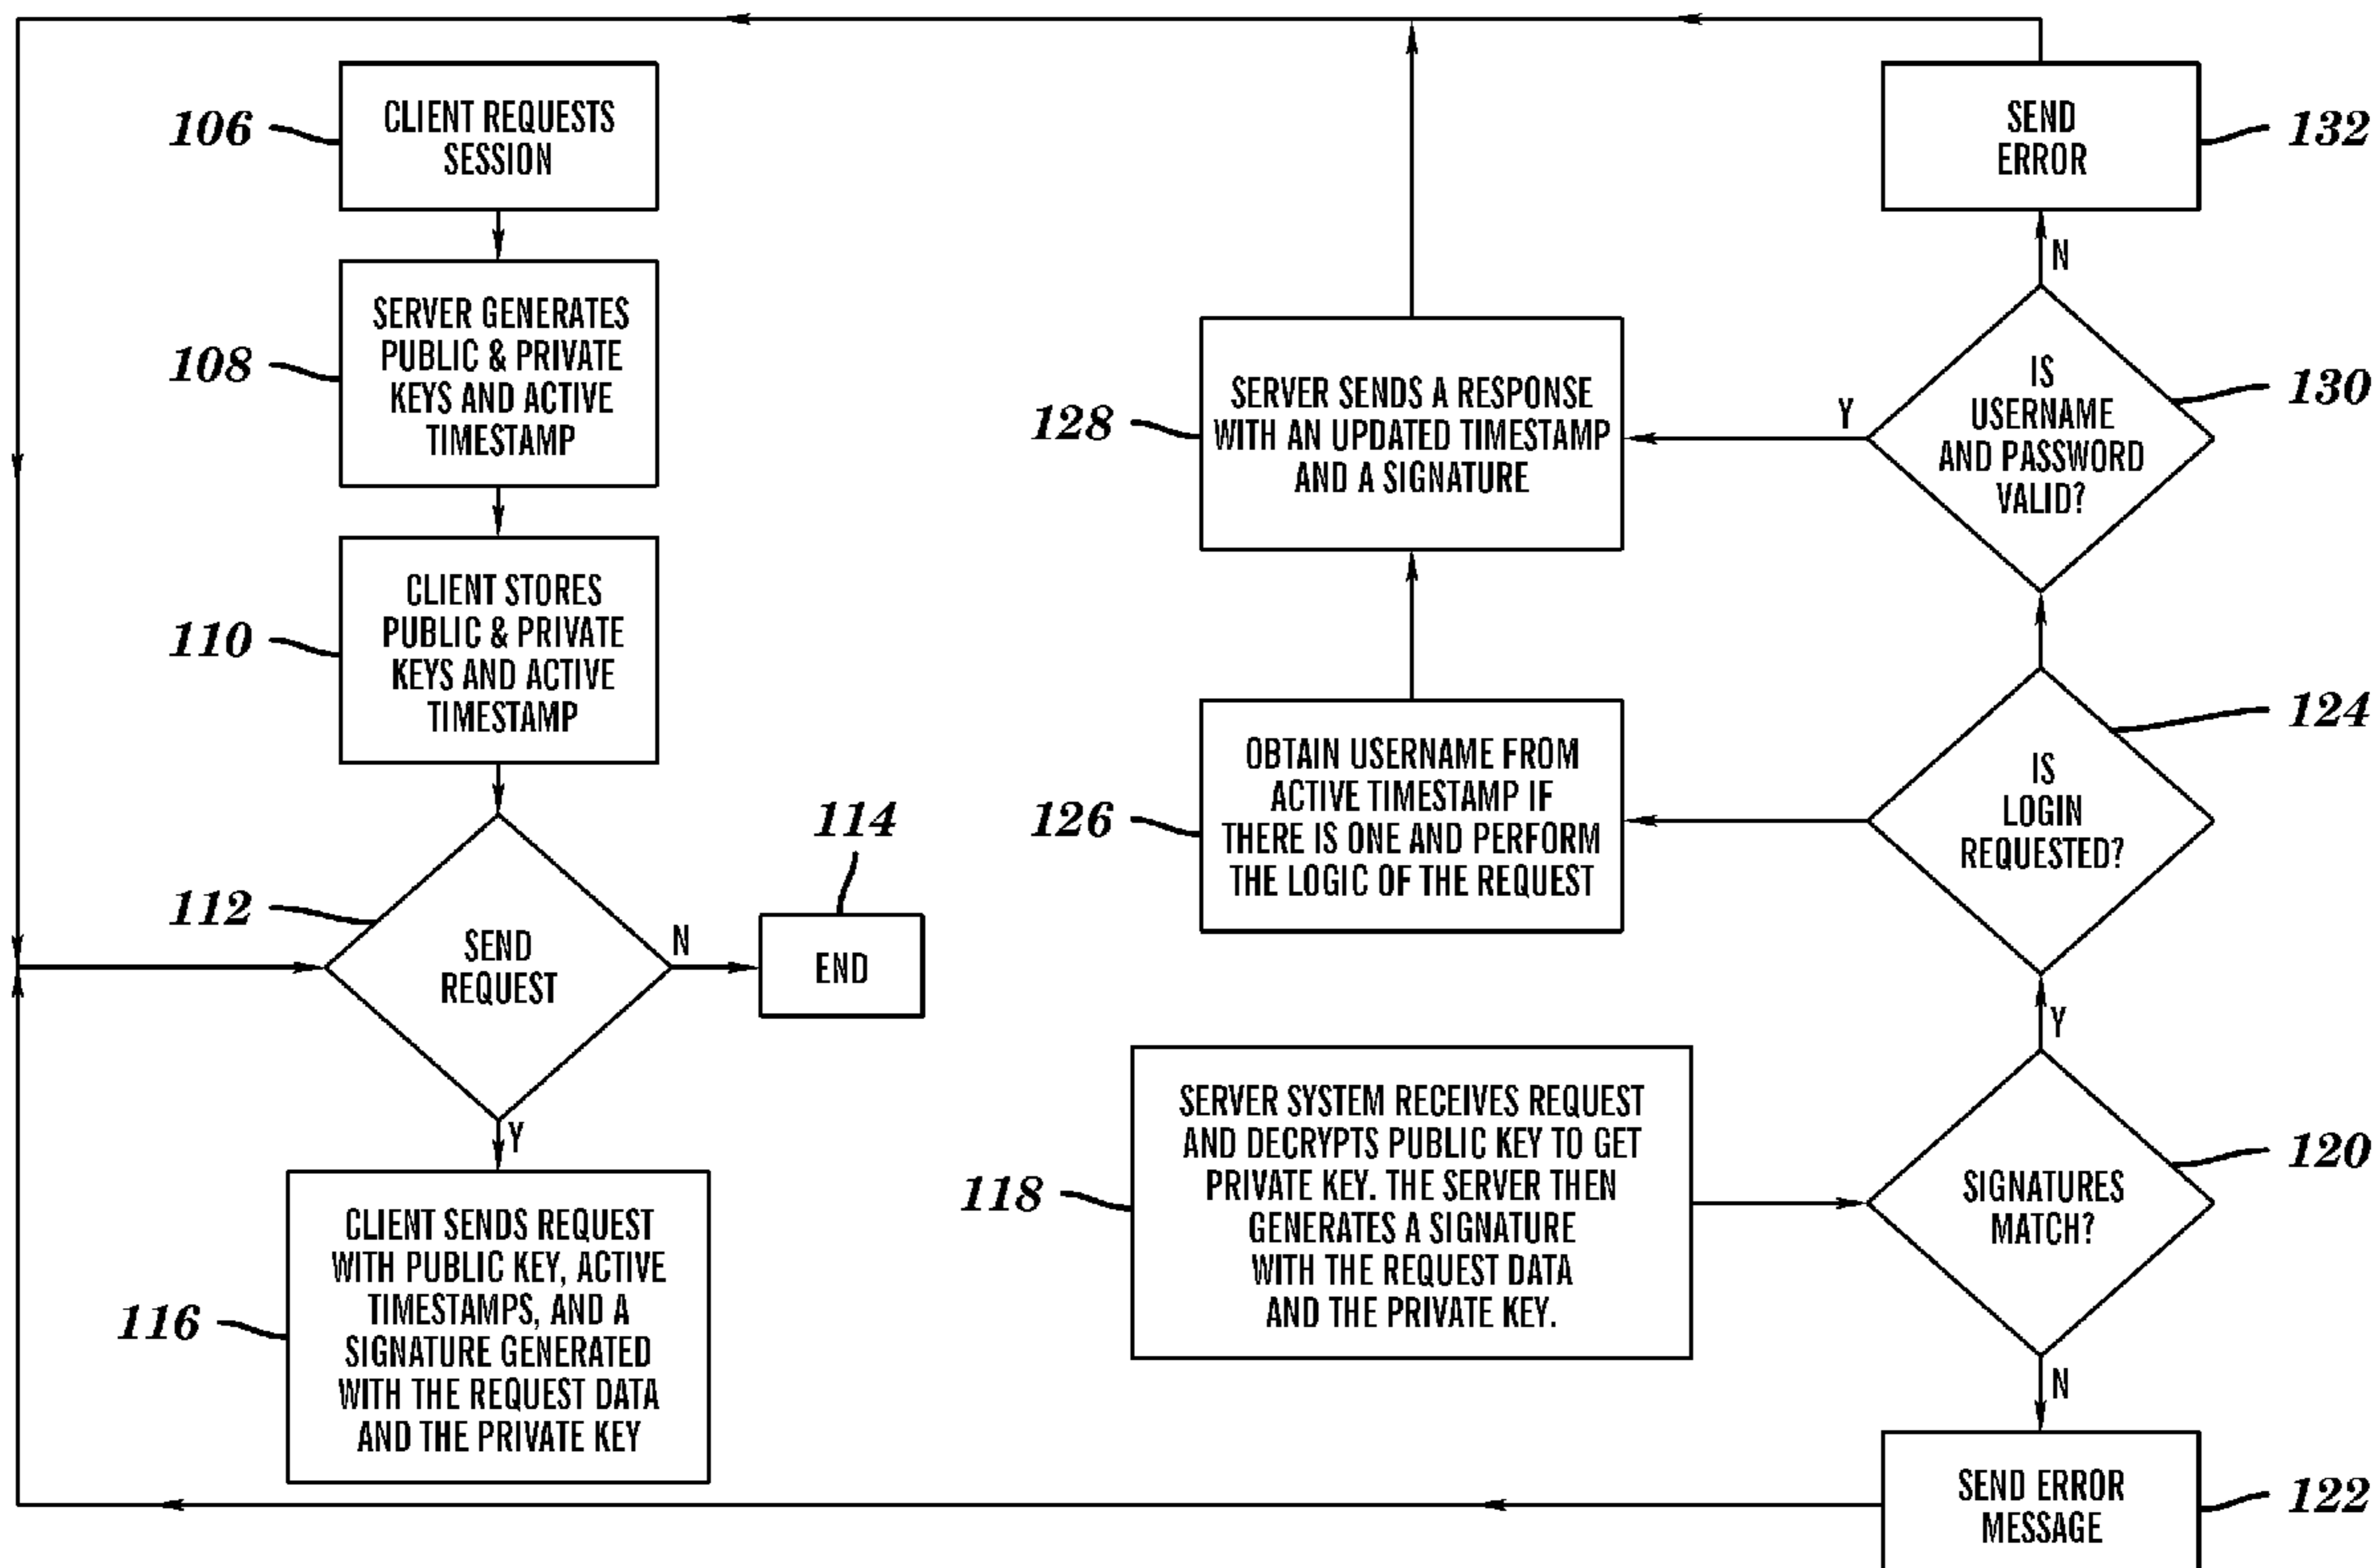 106
CLIENT REQUESTS
SESSION
108
SERVER GENERATES
PUBLIC & PRIVATE
KEYS AND ACTIVE
TIMESTAMP
110
CLIENT STORES
PUBLIC & PRIVATE
KEYS AND ACTIVE
TIMESTAMP
112
SEND
REQUEST
N
114
END
Y
116
CLIENT SENDS REQUEST
WITH PUBLIC KEY, ACTIVE
TIMESTAMPS, AND A
SIGNATURE GENERATED
WITH THE REQUEST DATA
AND THE PRIVATE KEY
118
SERVER SYSTEM RECEIVES REQUEST
AND DECRYPTS PUBLIC KEY TO GET
PRIVATE KEY. THE SERVER THEN
GENERATES A SIGNATURE
WITH THE REQUEST DATA
AND THE PRIVATE KEY.
120
SIGNATURES
MATCH?
N
122
SEND ERROR
MESSAGE
Y
124
IS
LOGIN
REQUESTED?
126
OBTAIN USERNAME FROM
ACTIVE TIMESTAMP IF
THERE IS ONE AND PERFORM
THE LOGIC OF THE REQUEST
128
SERVER SENDS A RESPONSE
WITH AN UPDATED TIMESTAMP
AND A SIGNATURE
Y
130
IS
USERNAME
AND PASSWORD
VALID?
N
132
SEND
ERROR